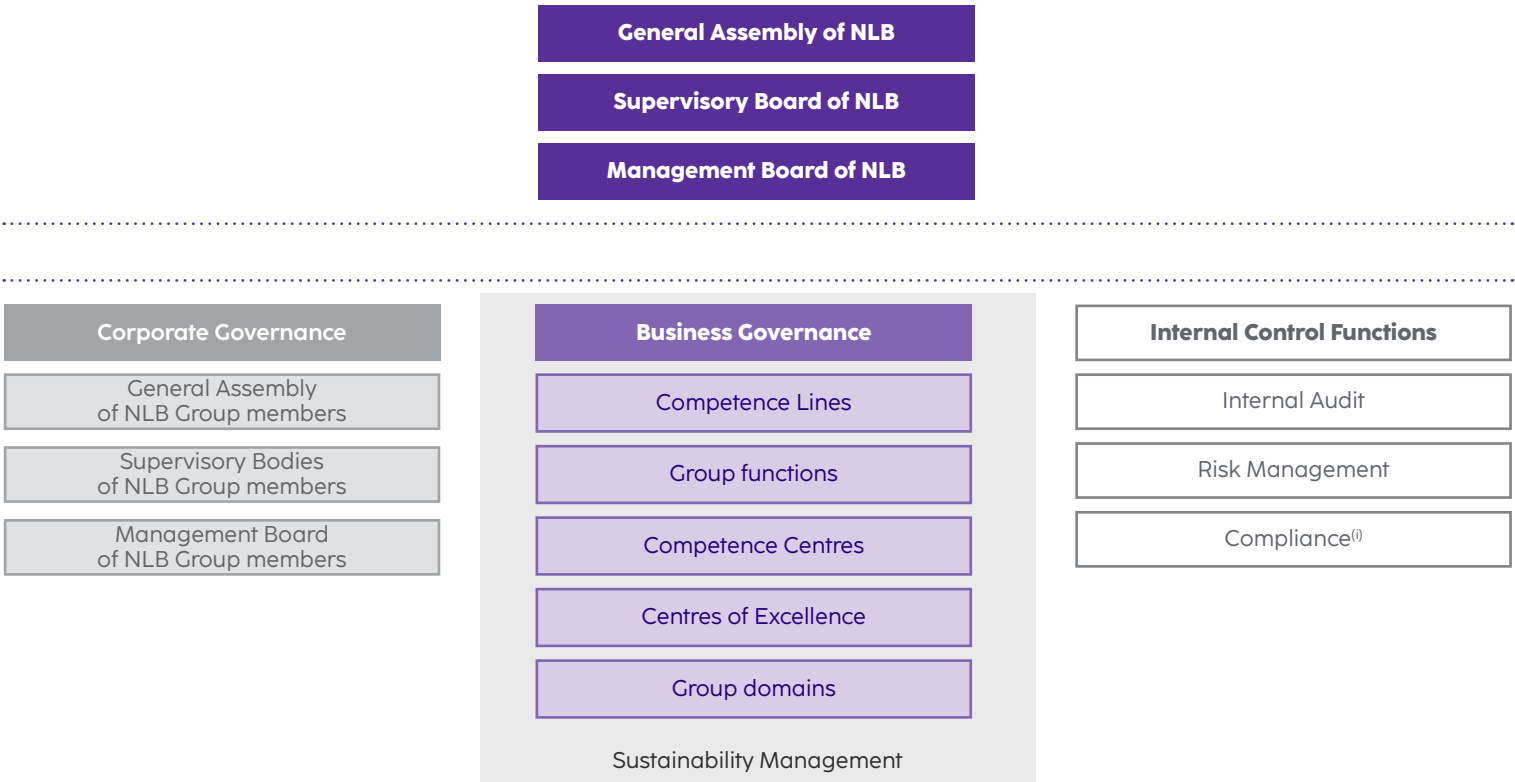 General Assembly of NLB
Supervisory Board of NLB
Management Board of NLB
Corporate Governance
General Assembly
of NLB Group members
Supervisory Bodies
of NLB Group members
Management Board
of NLB Group members
Business Governance
Competence Lines
Group functions
Competence Centres
Centres of Excellence
Group domains
Sustainability Management
Internal Control Functions
Internal Audit
Risk Management
Compliance(i)